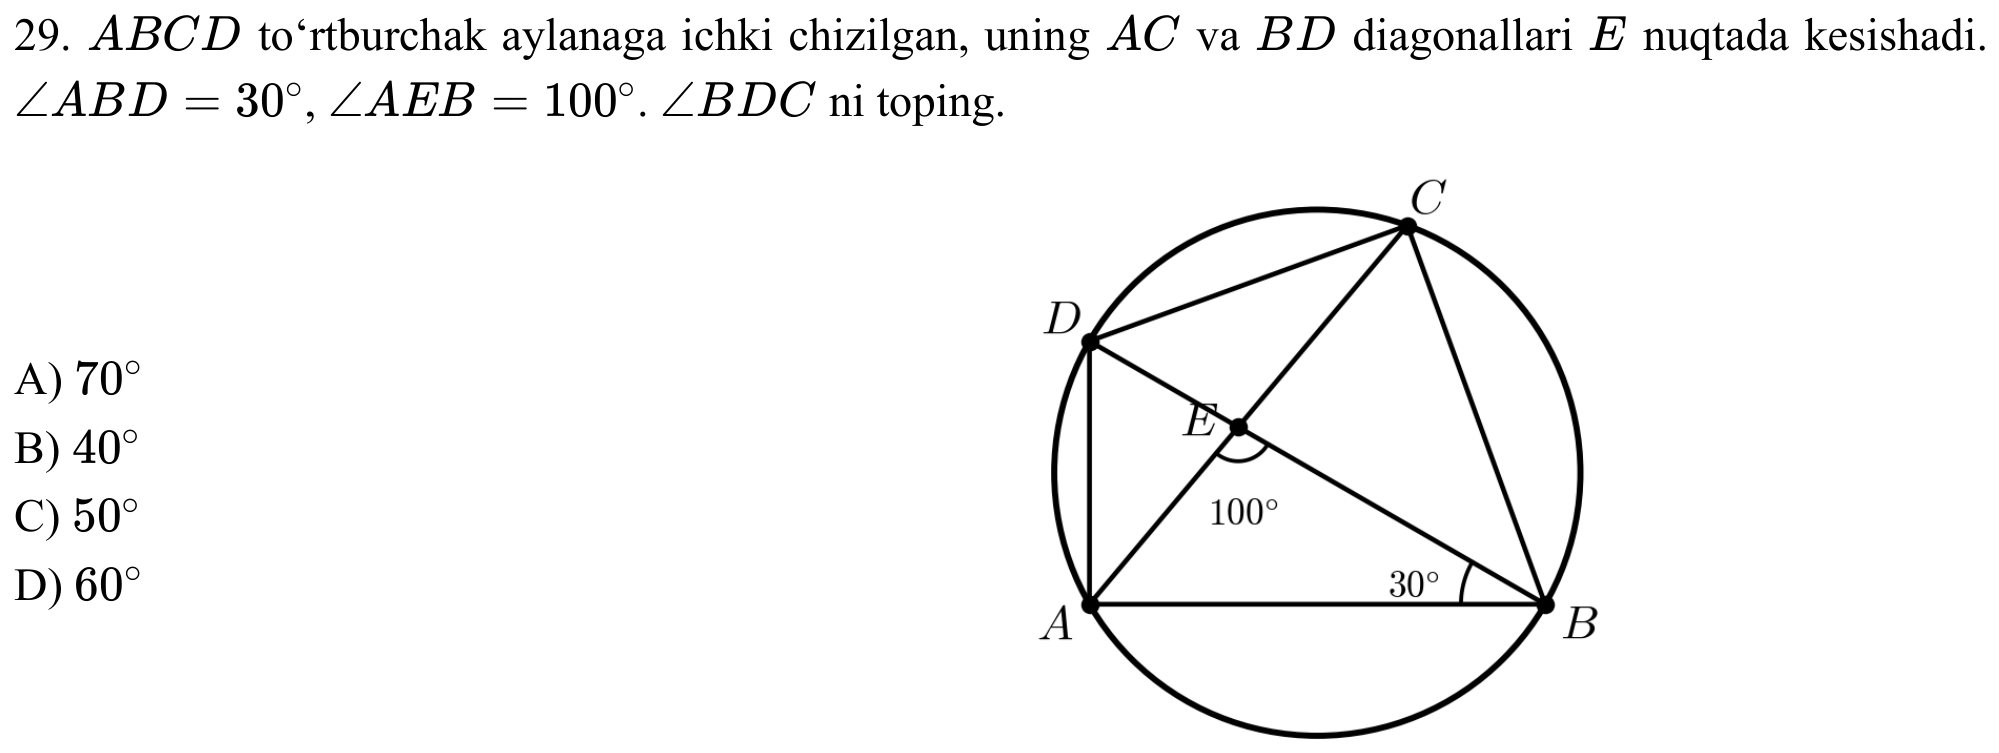 29. ABCD to‘rtburchak aylanaga ichki chizilgan, uning AC va BD diagonallari E nuqtada kesishadi.
∠ABD = 30°, ∠AEB = 100°. ∠BDC ni toping.
C
D
E
100°
30°
A
B
A) 70°
B) 40°
C) 50°
D) 60°